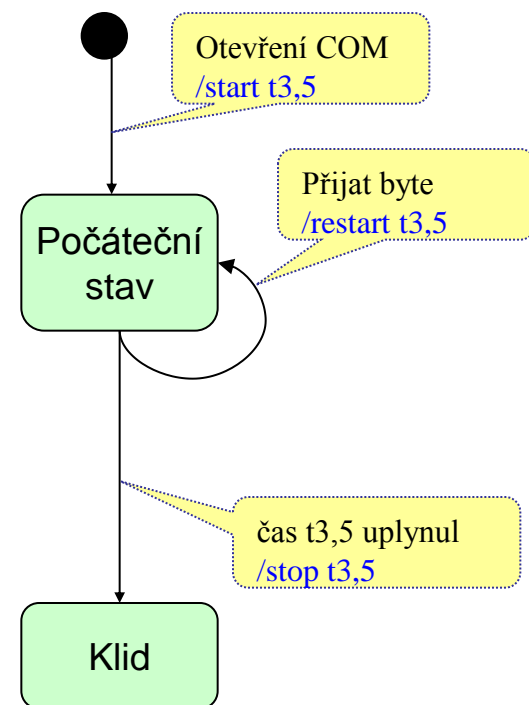 Otevření COM
/start t3,5
Přijat byte
/restart t3,5
Počáteční
stav
čas t3,5 uplynul
/stop t3,5
Klid